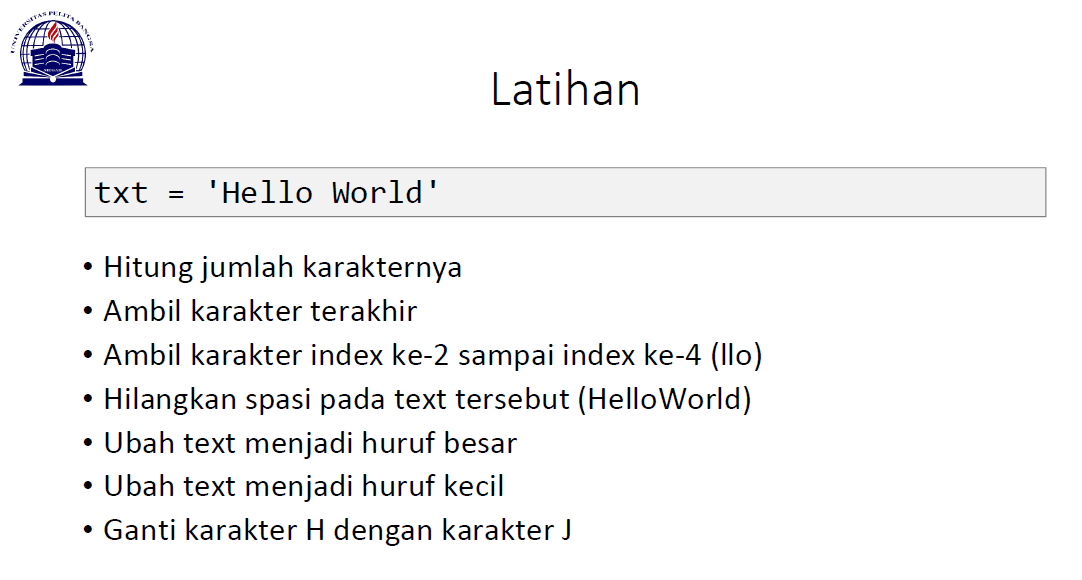 UNIVERSITAS PELITA BANGSA
Latihan
txt = 'Hello World'
• Hitung jumlah karakternya
• Ambil karakter terakhir
• Ambil karakter index ke-2 sampai index ke-4 (llo)
• Hilangkan spasi pada text tersebut (HelloWorld)
• Ubah text menjadi huruf besar
• Ubah text menjadi huruf kecil
• Ganti karakter H dengan karakter J